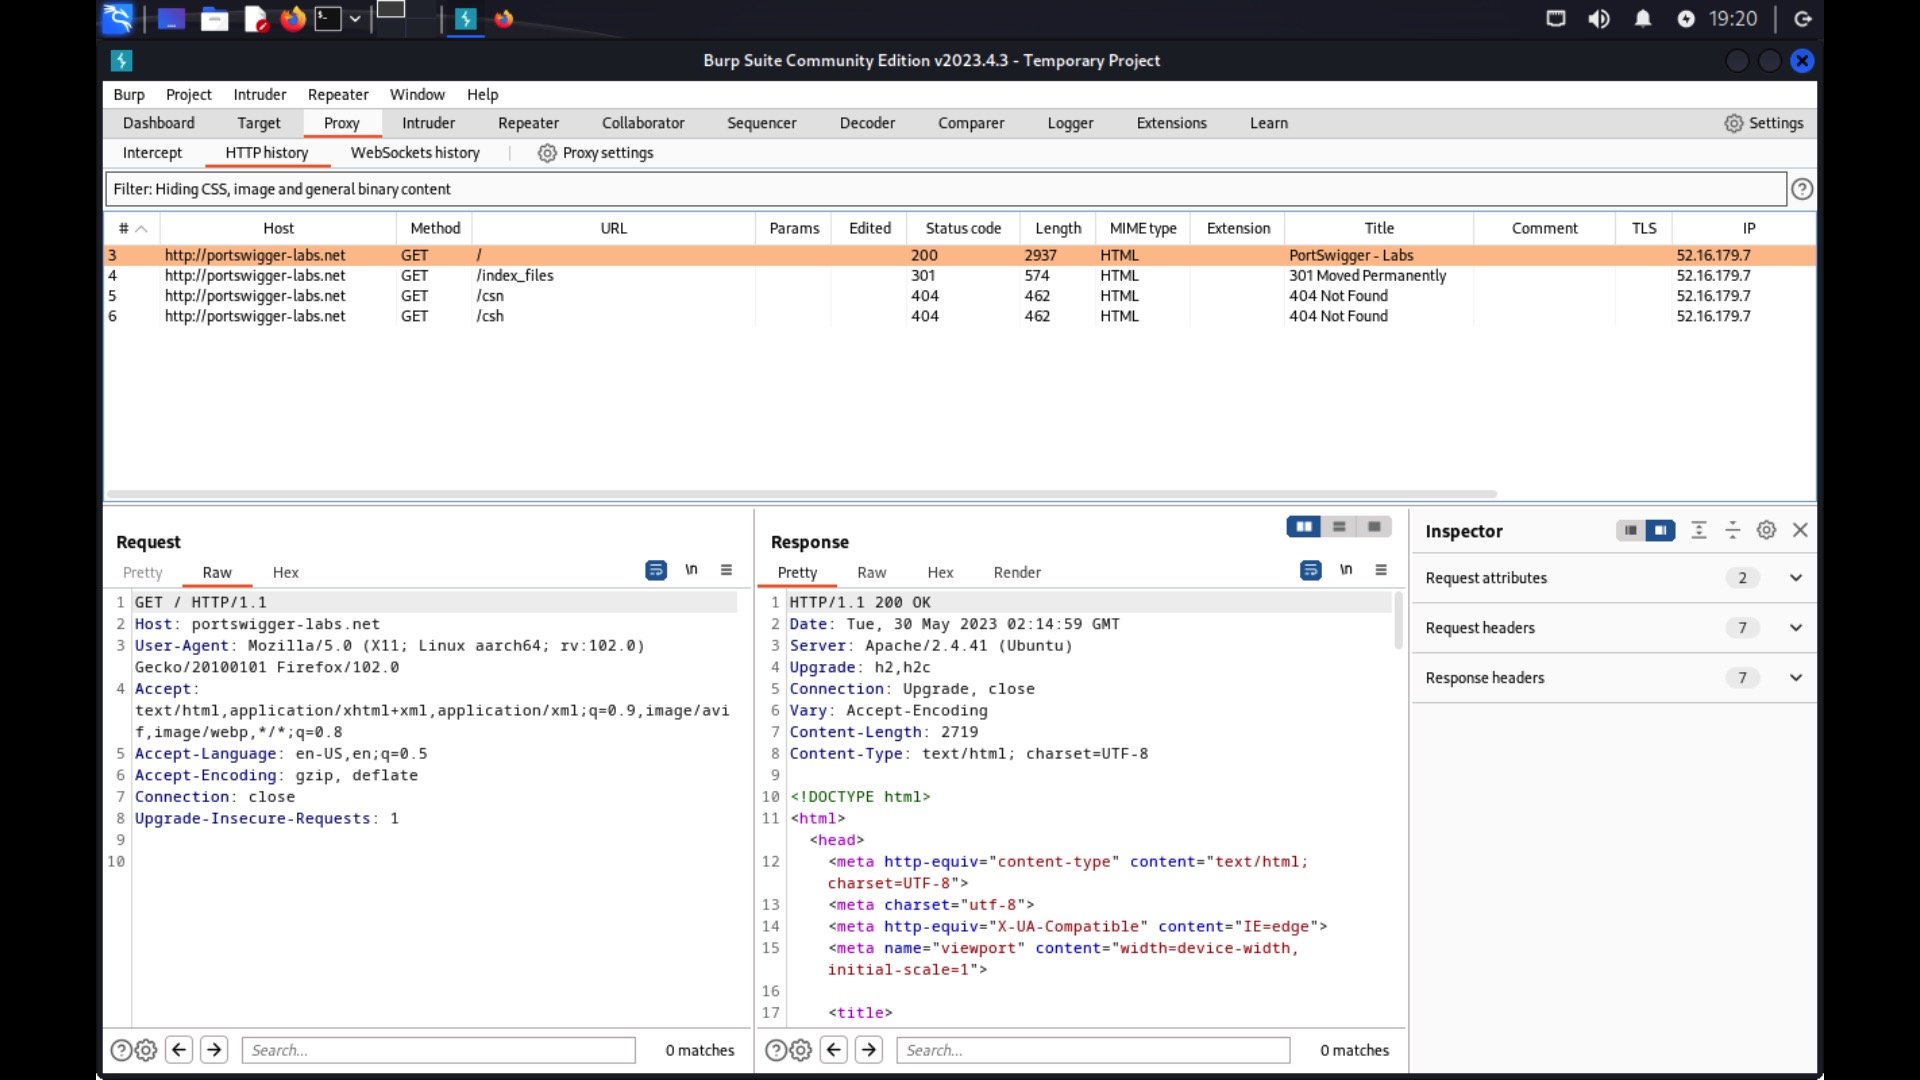 19:20
Burp Suite Community Edition v2023.4.3 - Temporary Project
Burp Project Intruder Repeater Window Help
Dashboard Target Proxy Intruder Repeater Collaborator Sequencer Decoder Comparer Logger Extensions Learn Settings
Intercept HTTP history WebSockets history Proxy settings
Filter: Hiding CSS, image and general binary content
# Host Method URL Params Edited Status code Length MIME type Extension Title Comment TLS IP
3 http://portswigger-labs.net GET / 200 2937 HTML PortSwigger - Labs 52.16.179.7
4 http://portswigger-labs.net GET /index_files 301 574 HTML 301 Moved Permanently 52.16.179.7
5 http://portswigger-labs.net GET /csn 404 462 HTML 404 Not Found 52.16.179.7
6 http://portswigger-labs.net GET /csh 404 462 HTML 404 Not Found 52.16.179.7
Request
Pretty Raw Hex \n
1 GET / HTTP/1.1
2 Host: portswigger-labs.net
3 User-Agent: Mozilla/5.0 (X11; Linux aarch64; rv:102.0)
Gecko/20100101 Firefox/102.0
4 Accept:
text/html,application/xhtml+xml,application/xml;q=0.9,image/avi
f,image/webp,*/*;q=0.8
5 Accept-Language: en-US,en;q=0.5
6 Accept-Encoding: gzip, deflate
7 Connection: close
8 Upgrade-Insecure-Requests: 1
9
10
Search... 0 matches
Response
Pretty Raw Hex Render \n
1 HTTP/1.1 200 OK
2 Date: Tue, 30 May 2023 02:14:59 GMT
3 Server: Apache/2.4.41 (Ubuntu)
4 Upgrade: h2,h2c
5 Connection: Upgrade, close
6 Vary: Accept-Encoding
7 Content-Length: 2719
8 Content-Type: text/html; charset=UTF-8
9
10 <!DOCTYPE html>
11 <html>
<head>
12 <meta http-equiv="content-type" content="text/html;
charset=UTF-8">
13 <meta charset="utf-8">
14 <meta http-equiv="X-UA-Compatible" content="IE=edge">
15 <meta name="viewport" content="width=device-width,
initial-scale=1">
16
17 <title>
Search... 0 matches
Inspector
Request attributes 2
Request headers 7
Response headers 7